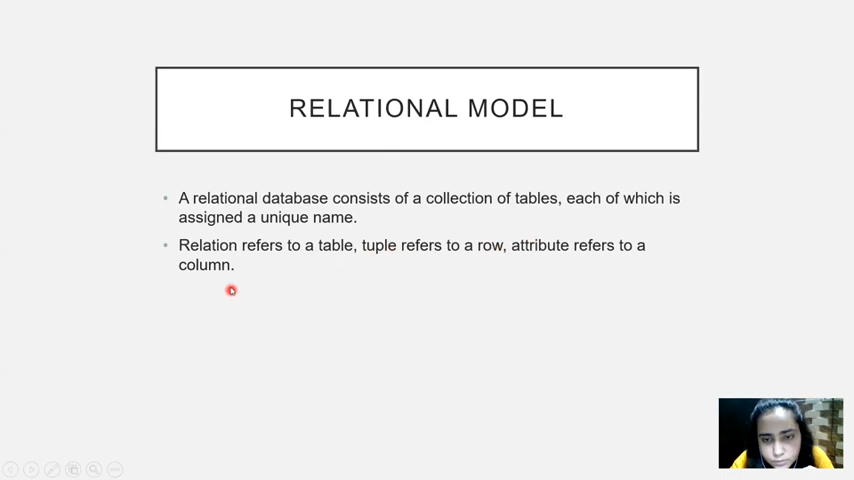 RELATIONAL MODEL
• A relational database consists of a collection of tables, each of which is
assigned a unique name.
• Relation refers to a table, tuple refers to a row, attribute refers to a
column.